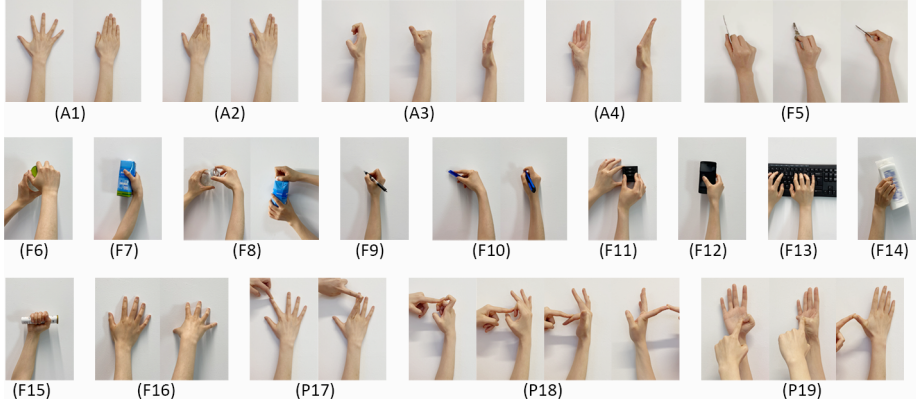 (A1) (A2) (A3) (A4) (F5)
(F6) (F7) (F8) (F9) (F10) (F11) (F12) (F13) (F14)
(F15) (F16) (P17) (P18) (P19)